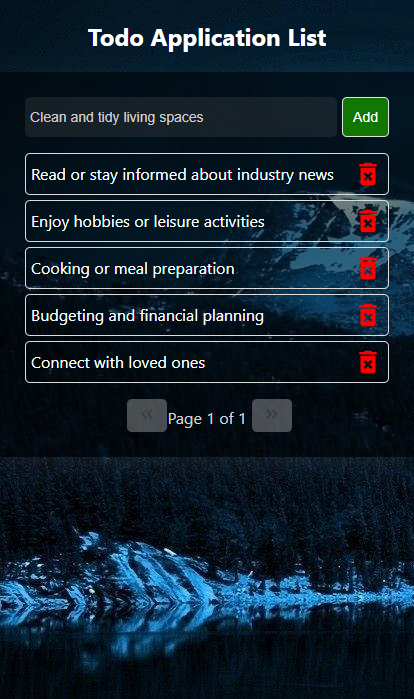 Todo Application List
Clean and tidy living spaces
Add
Read or stay informed about industry news
Enjoy hobbies or leisure activities
Cooking or meal preparation
Budgeting and financial planning
Connect with loved ones
« Page 1 of 1 »